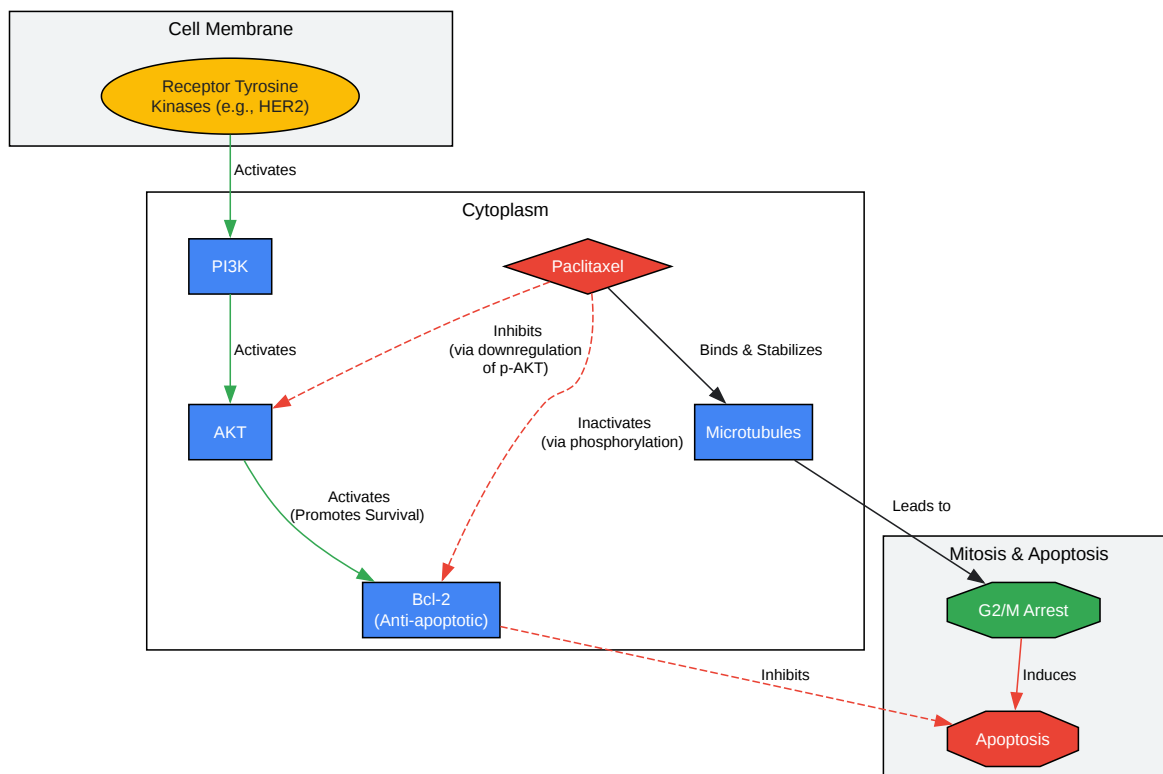 Cell Membrane
Receptor Tyrosine
Kinases (e.g., HER2)
Activates
Cytoplasm
PI3K
Paclitaxel
Activates
Inhibits
(via downregulation
of p-AKT)
Binds & Stabilizes
AKT
Inactivates
(via phosphorylation)
Microtubules
Activates
(Promotes Survival)
Leads to
Mitosis & Apoptosis
Bcl-2
(Anti-apoptotic)
G2/M Arrest
Inhibits
Induces
Apoptosis